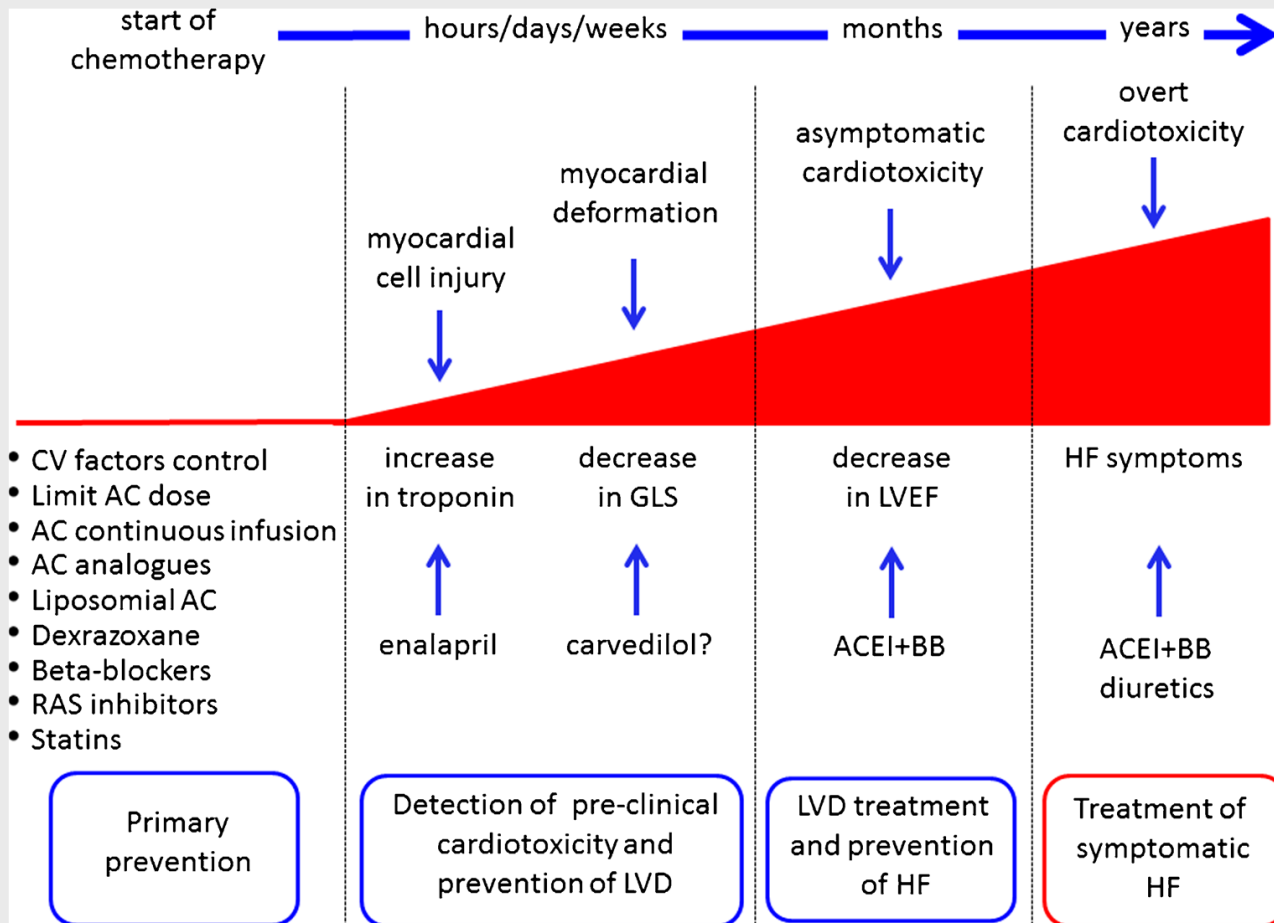 start of
chemotherapy
hours/days/weeks
months
years
overt
cardiotoxicity
asymptomatic
cardiotoxicity
myocardial
deformation
myocardial
cell injury
• CV factors control
• Limit AC dose
• AC continuous infusion
• AC analogues
• Liposomial AC
• Dexrazoxane
• Beta-blockers
• RAS inhibitors
• Statins
increase
in troponin
decrease
in GLS
decrease
in LVEF
HF symptoms
enalapril
carvedilol?
ACEI+BB
ACEI+BB
diuretics
Primary
prevention
Detection of pre-clinical
cardiotoxicity and
prevention of LVD
LVD treatment
and prevention
of HF
Treatment of
symptomatic
HF